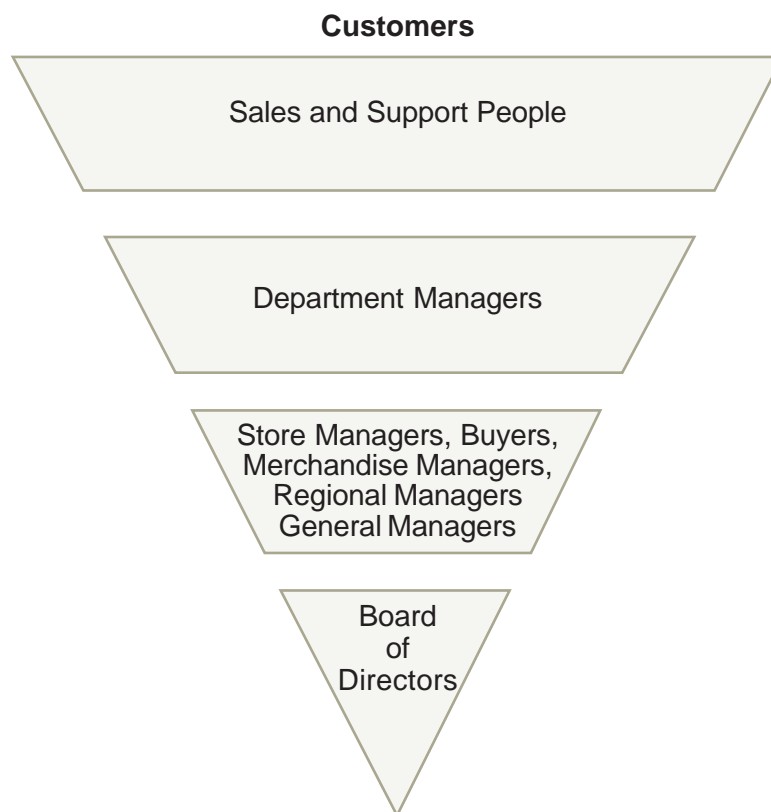 Customers
Sales and Support People
Department Managers
Store Managers, Buyers,
Merchandise Managers,
Regional Managers
General Managers
Board
of
Directors